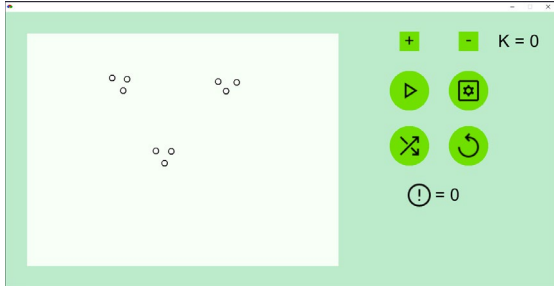 + - K = 0
= 0